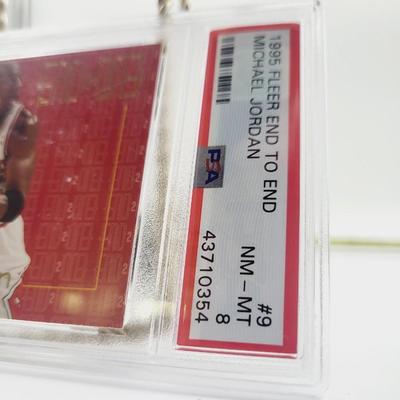 1995 FLEER END TO END #9
MICHAEL JORDAN NM - MT 8
PSA 43710354